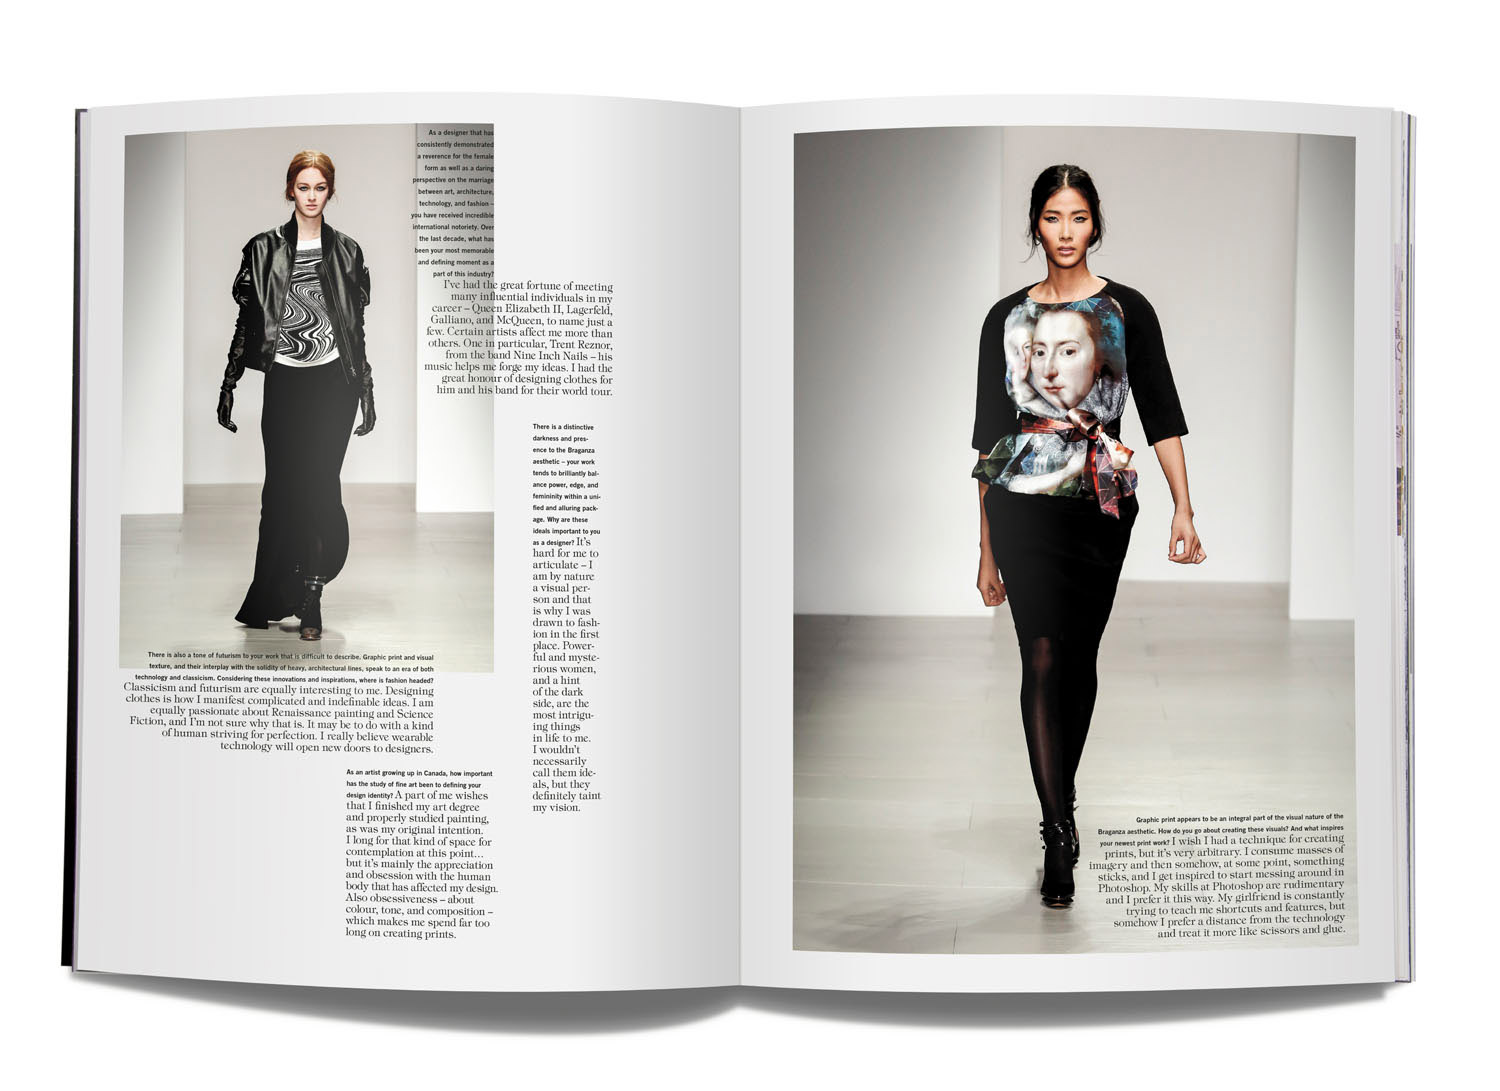 As a designer that has
consistently demonstrated
a reverence for the female
form as well as a daring
perspective on the marriage
between art, architecture,
technology, and fashion –
you have received incredible
international notoriety. Over
the last decade, what has
been your most memorable
and defining moment as a
part of this industry?
I've had the great fortune of meeting
many influential individuals in my
career – Queen Elizabeth II, Lagerfeld,
Galliano, and McQueen, to name just a
few. Certain artists affect me more than
others. One in particular, Trent Reznor,
from the band Nine Inch Nails – his
music helps me forge my ideas. I had the
great honour of designing clothes for
him and his band for their world tour.
There is a distinctive
darkness and pres-
ence to the Braganza
aesthetic – your work
tends to brilliantly bal-
ance power, edge, and
femininity within a uni-
fied and alluring pack-
age. Why are these
ideals important to you
as a designer? It's
hard for me to
articulate – I
am by nature
a visual per-
son and that
is why I was
drawn to fash-
ion in the first
place. Power-
ful and myste-
rious women,
and a hint
of the dark
side, are the
most intrigu-
ing things
in life to me.
I wouldn't
necessarily
call them ide-
als, but they
definitely taint
my vision.
There is also a tone of futurism to your work that is difficult to describe. Graphic print and visual
texture, and their interplay with the solidity of heavy, architectural lines, speak to an era of both
technology and classicism. Considering these innovations and inspirations, where is fashion headed?
Classicism and futurism are equally interesting to me. Designing
clothes is how I manifest complicated and indefinable ideas. I am
equally passionate about Renaissance painting and Science
Fiction, and I'm not sure why that is. It may be to do with a kind
of human striving for perfection. I really believe wearable
technology will open new doors to designers.
As an artist growing up in Canada, how important
has the study of fine art been to defining your
design identity? A part of me wishes
that I finished my art degree
and properly studied painting,
as was my original intention.
I long for that kind of space for
contemplation at this point...
but it's mainly the appreciation
and obsession with the human
body that has affected my design.
Also obsessiveness – about
colour, tone, and composition –
which makes me spend far too
long on creating prints.
Graphic print appears to be an integral part of the visual nature of the
Braganza aesthetic. How do you go about creating these visuals? And what inspires
your newest print work? I wish I had a technique for creating
prints, but it's very arbitrary. I consume masses of
imagery and then somehow, at some point, something
sticks, and I get inspired to start messing around in
Photoshop. My skills at Photoshop are rudimentary
and I prefer it this way. My girlfriend is constantly
trying to teach me shortcuts and features, but
somehow I prefer a distance from the technology
and treat it more like scissors and glue.